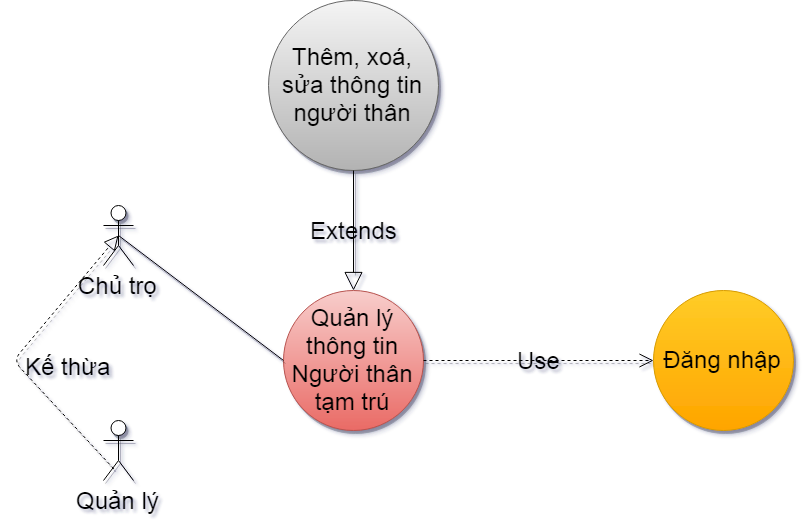 Thêm, xoá,
sửa thông tin
người thân
Extends
Chủ trọ
Quản lý
thông tin
Người thân
tạm trú
Use
Đăng nhập
Kế thừa
Quản lý